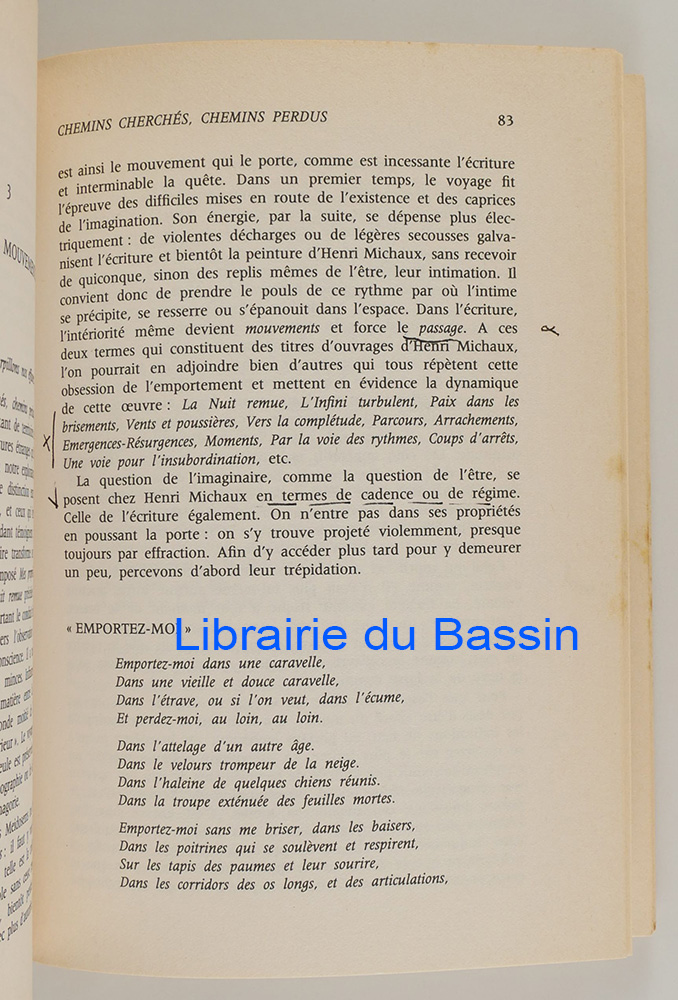 CHEMINS CHERCHÉS, CHEMINS PERDUS 83
est ainsi le mouvement qui le porte, comme est incessante l'écriture
et interminable la quête. Dans un premier temps, le voyage fit
l'épreuve des difficiles mises en route de l'existence et des caprices
de l'imagination. Son énergie, par la suite, se dépense plus élec-
triquement : de violentes décharges ou de légères secousses galva-
nisent l'écriture et bientôt la peinture d'Henri Michaux, sans recevoir
de quiconque, sinon des replis mêmes de l'être, leur intimation. Il
convient donc de prendre le pouls de ce rythme par où l'intime
se précipite, se resserre ou s'épanouit dans l'espace. Dans l'écriture,
l'intériorité même devient mouvements et force le passage. A ces
deux termes qui constituent des titres d'ouvrages d'Henri Michaux,
l'on pourrait en adjoindre bien d'autres qui tous répètent cette
obsession de l'emportement et mettent en évidence la dynamique
de cette œuvre : La Nuit remue, L'Infini turbulent, Paix dans les
brisements, Vents et poussières, Vers la complétude, Parcours, Arrachements,
Emergences-Résurgences, Moments, Par la voie des rythmes, Coups d'arrêts,
Une voie pour l'insubordination, etc.
La question de l'imaginaire, comme la question de l'être, se
posent chez Henri Michaux en termes de cadence ou de régime.
Celle de l'écriture également. On n'entre pas dans ses propriétés
en poussant la porte : on s'y trouve projeté violemment, presque
toujours par effraction. Afin d'y accéder plus tard pour y demeurer
un peu, percevons d'abord leur trépidation.
« EMPORTEZ-MOI »
Librairie du Bassin
Emportez-moi dans une caravelle,
Dans une vieille et douce caravelle,
Dans l'étrave, ou si l'on veut, dans l'écume,
Et perdez-moi, au loin, au loin.
Dans l'attelage d'un autre âge.
Dans le velours trompeur de la neige.
Dans l'haleine de quelques chiens réunis.
Dans la troupe exténuée des feuilles mortes.
Emportez-moi sans me briser, dans les baisers,
Dans les poitrines qui se soulèvent et respirent,
Sur les tapis des paumes et leur sourire,
Dans les corridors des os longs, et des articulations,